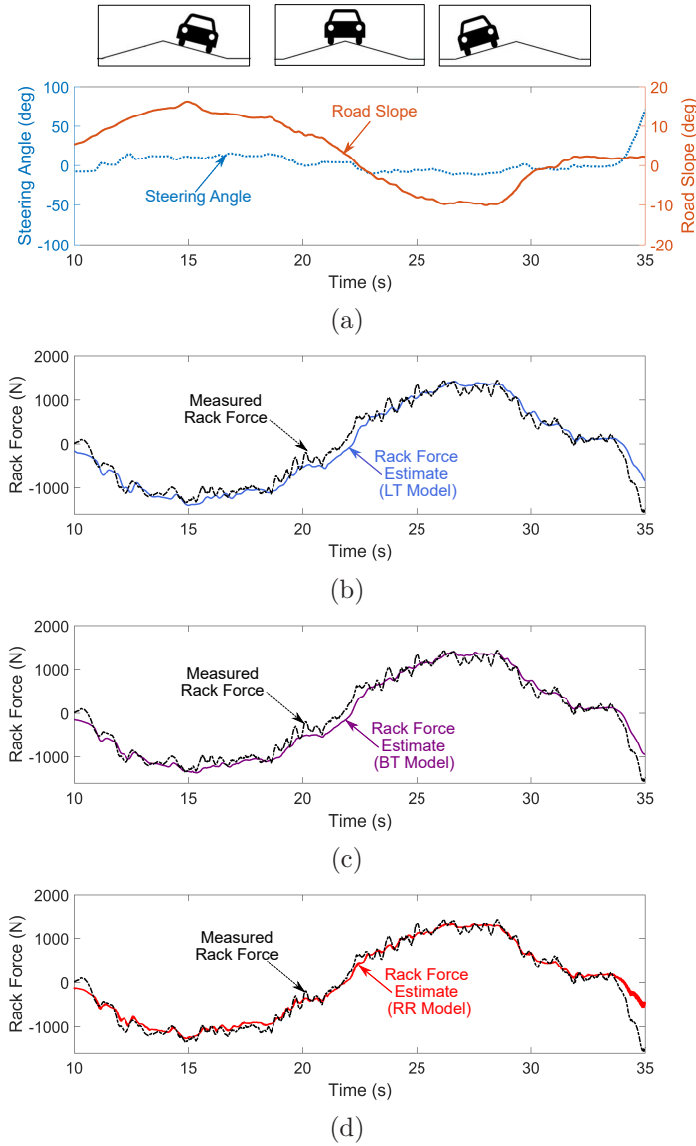 100
50
0
-50
-100
Steering Angle (deg)
20
10
0
-10
-20
Road Slope (deg)
Road Slope
Steering Angle
10 15 20 25 30 35
Time (s)
(a)
2000
1000
0
-1000
Rack Force (N)
Measured
Rack Force
Rack Force
Estimate
(LT Model)
10 15 20 25 30 35
Time (s)
(b)
2000
1000
0
-1000
Rack Force (N)
Measured
Rack Force
Rack Force
Estimate
(BT Model)
10 15 20 25 30 35
Time (s)
(c)
2000
1000
0
-1000
Rack Force (N)
Measured
Rack Force
Rack Force
Estimate
(RR Model)
10 15 20 25 30 35
Time (s)
(d)